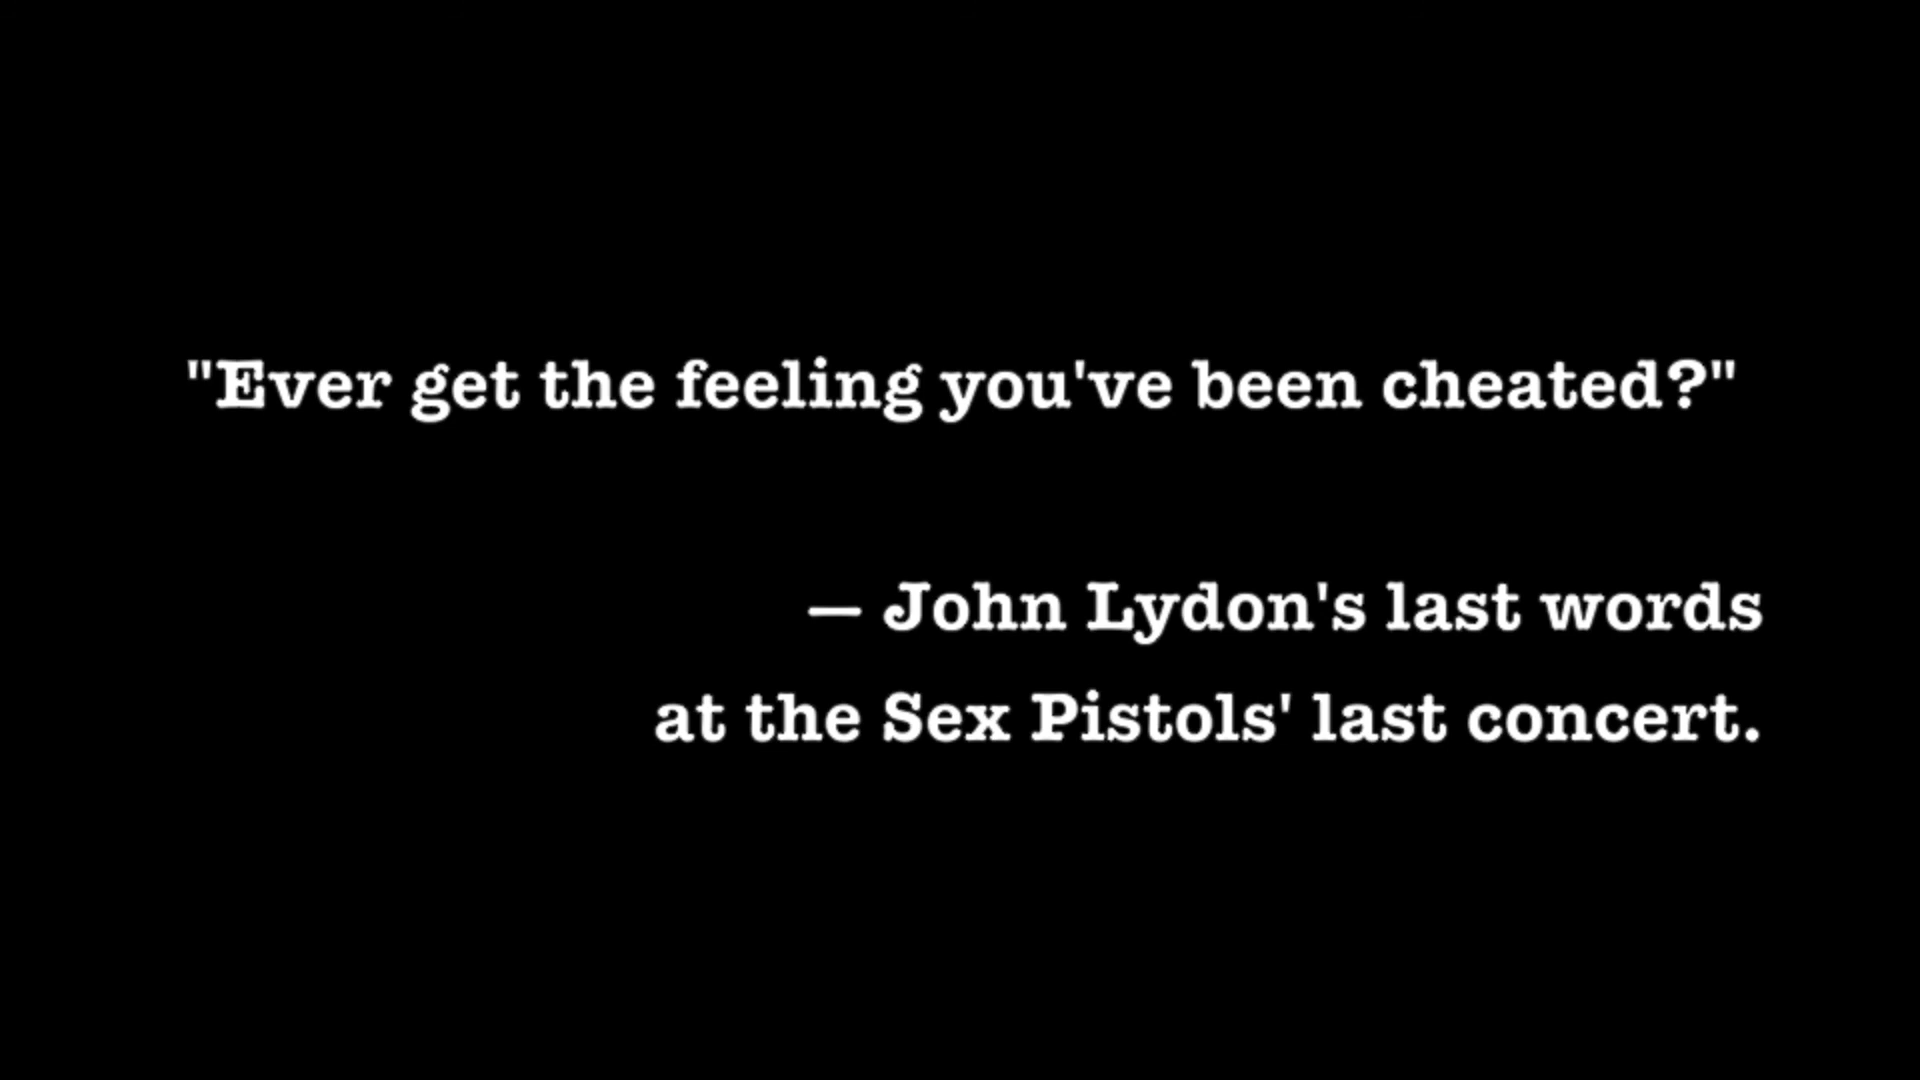 "Ever get the feeling you've been cheated?"
— John Lydon's last words
at the Sex Pistols' last concert.